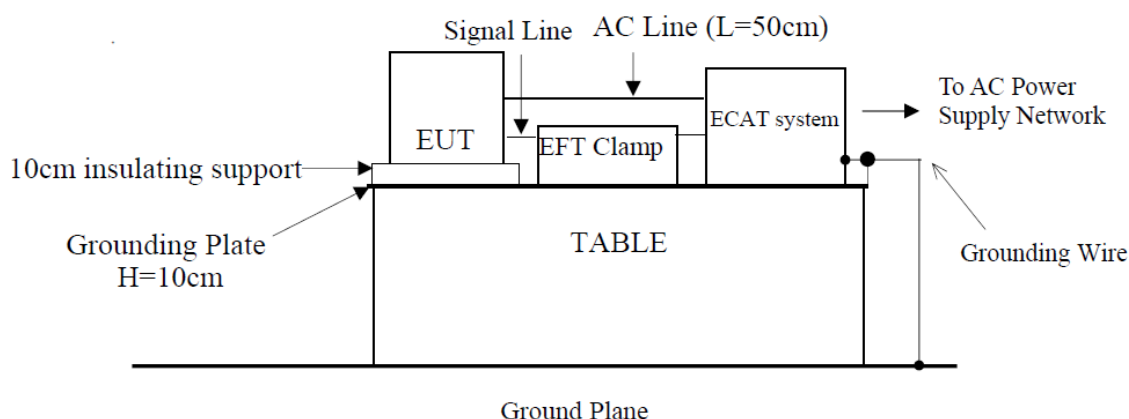 Signal Line
AC Line (L=50cm)
EUT
EFT Clamp
ECAT system
To AC Power
Supply Network
10cm insulating support
Grounding Plate
H=10cm
TABLE
Grounding Wire
Ground Plane